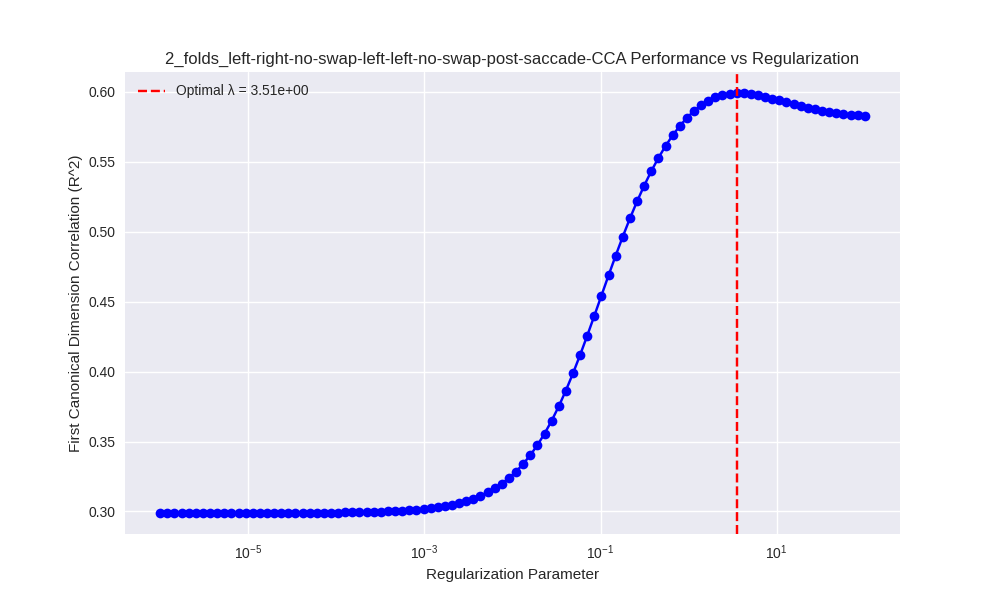 2_folds_left-right-no-swap-left-left-no-swap-post-saccade-CCA Performance vs Regularization
Optimal λ = 3.51e+00
First Canonical Dimension Correlation (R^2)
0.60
0.55
0.50
0.45
0.40
0.35
0.30
10⁻⁵ 10⁻³ 10⁻¹ 10¹
Regularization Parameter